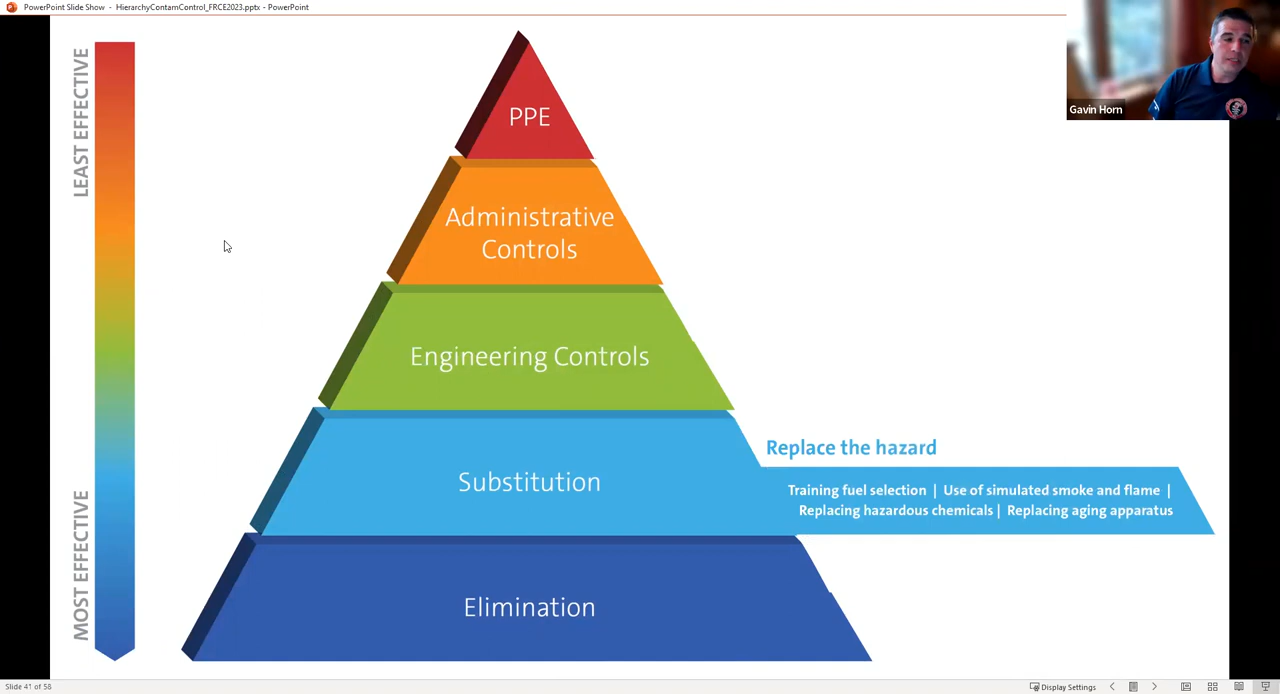 PowerPoint Slide Show - HierarchyContamControl_FRCE2023.pptx - PowerPoint
Gavin Horn
LEAST EFFECTIVE
MOST EFFECTIVE
PPE
Administrative
Controls
Engineering Controls
Substitution
Replace the hazard
Training fuel selection | Use of simulated smoke and flame |
Replacing hazardous chemicals | Replacing aging apparatus
Elimination
Slide 41 of 58
Display Settings